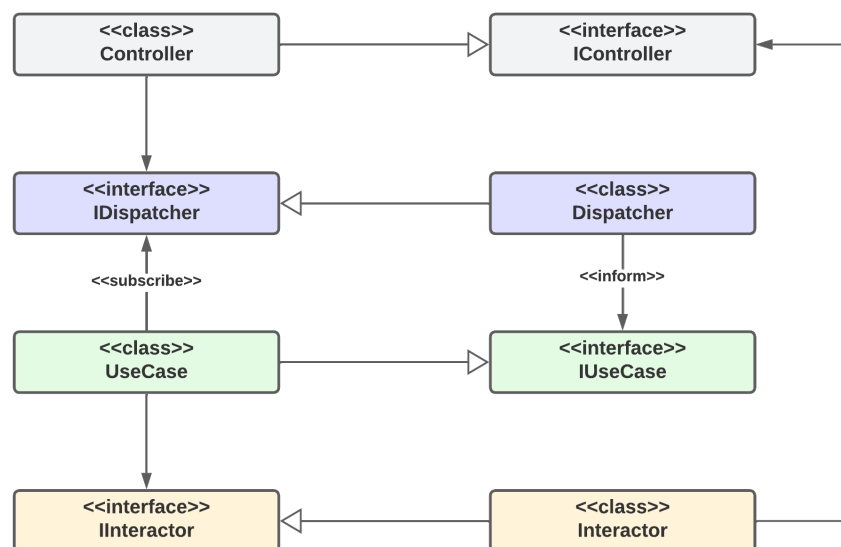 <<class>>
Controller
<<interface>>
IController
<<interface>>
IDispatcher
<<class>>
Dispatcher
<<subscribe>>
<<inform>>
<<class>>
UseCase
<<interface>>
IUseCase
<<interface>>
IInteractor
<<class>>
Interactor